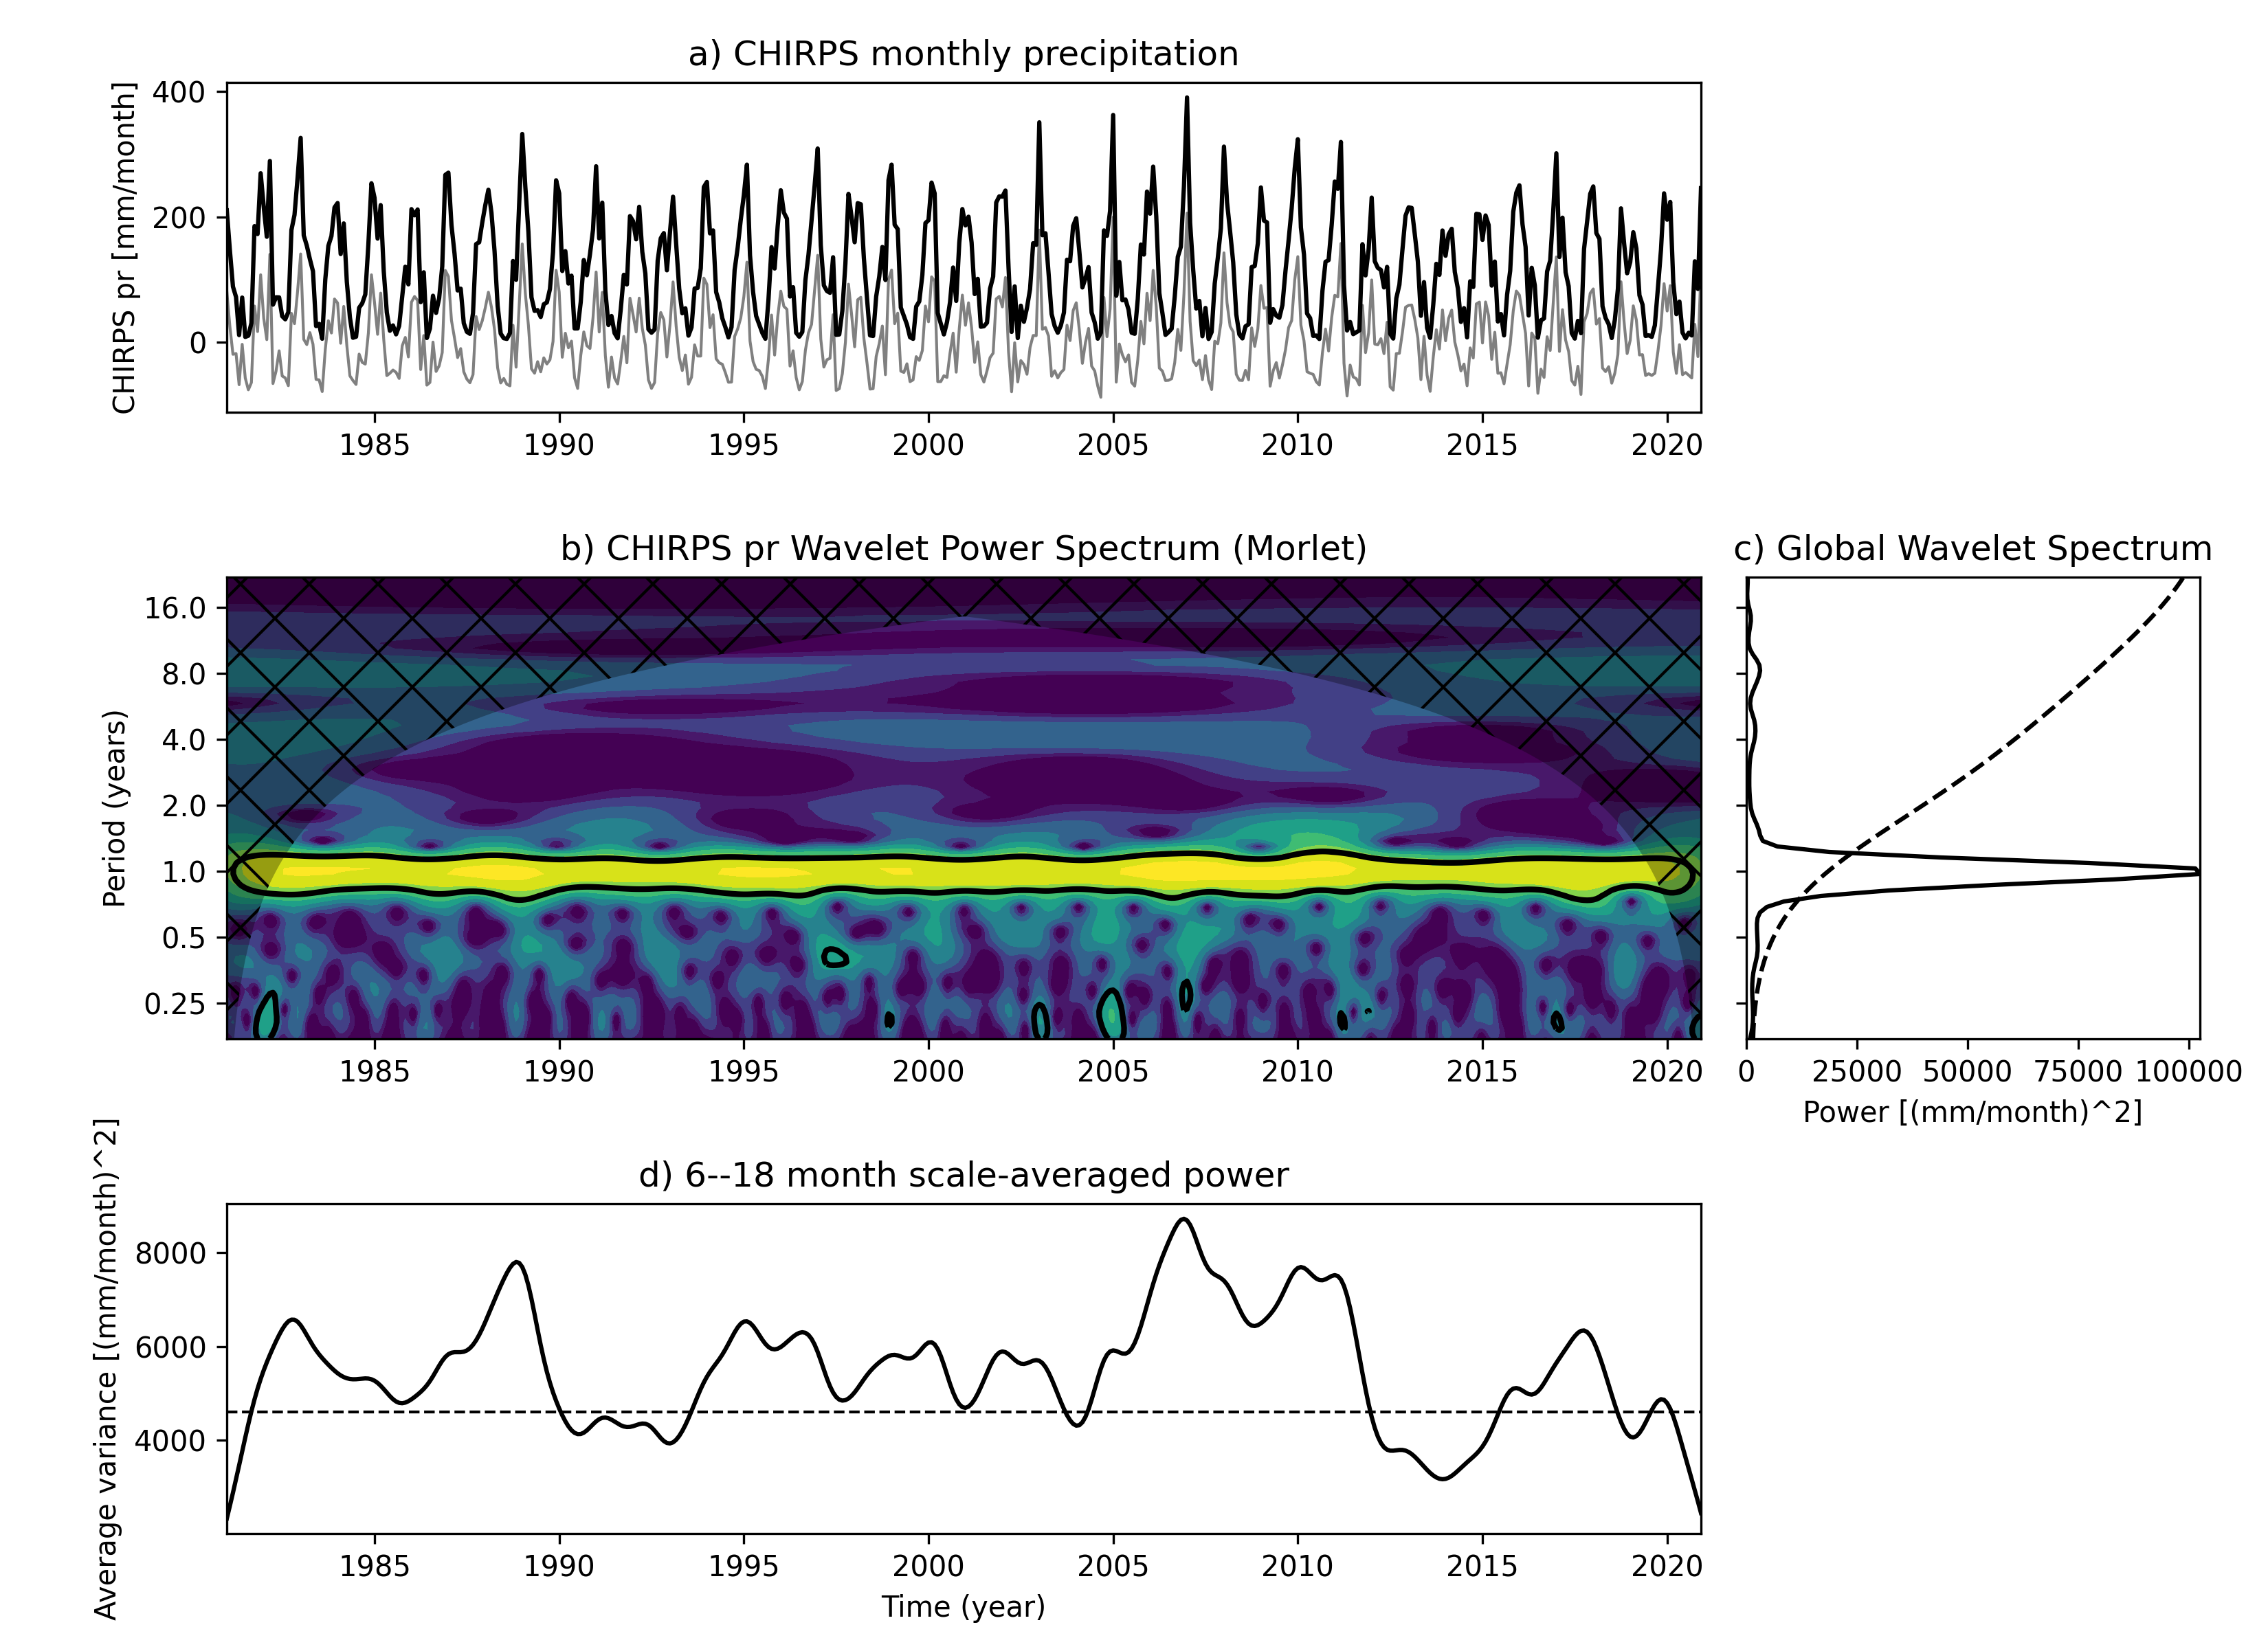 a) CHIRPS monthly precipitation
CHIRPS pr [mm/month]
400
200
0
1985 1990 1995 2000 2005 2010 2015 2020
b) CHIRPS pr Wavelet Power Spectrum (Morlet)
Period (years)
16.0
8.0
4.0
2.0
1.0
0.5
0.25
1985 1990 1995 2000 2005 2010 2015 2020
c) Global Wavelet Spectrum
0 25000 50000 75000 100000
Power [(mm/month)^2]
d) 6--18 month scale-averaged power
Average variance [(mm/month)^2]
8000
6000
4000
1985 1990 1995 2000 2005 2010 2015 2020
Time (year)